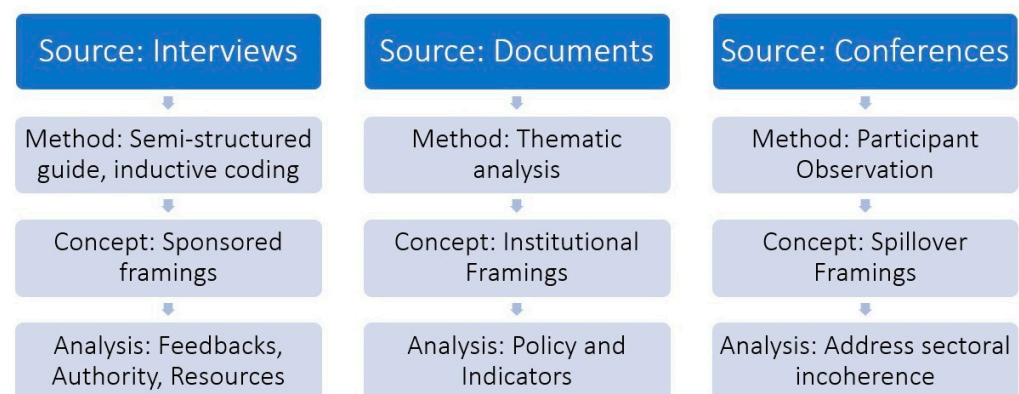 Source: Interviews
Method: Semi-structured
guide, inductive coding
Concept: Sponsored
framings
Analysis: Feedbacks,
Authority, Resources
Source: Documents
Method: Thematic
analysis
Concept: Institutional
Framings
Analysis: Policy and
Indicators
Source: Conferences
Method: Participant
Observation
Concept: Spillover
Framings
Analysis: Address sectoral
incoherence